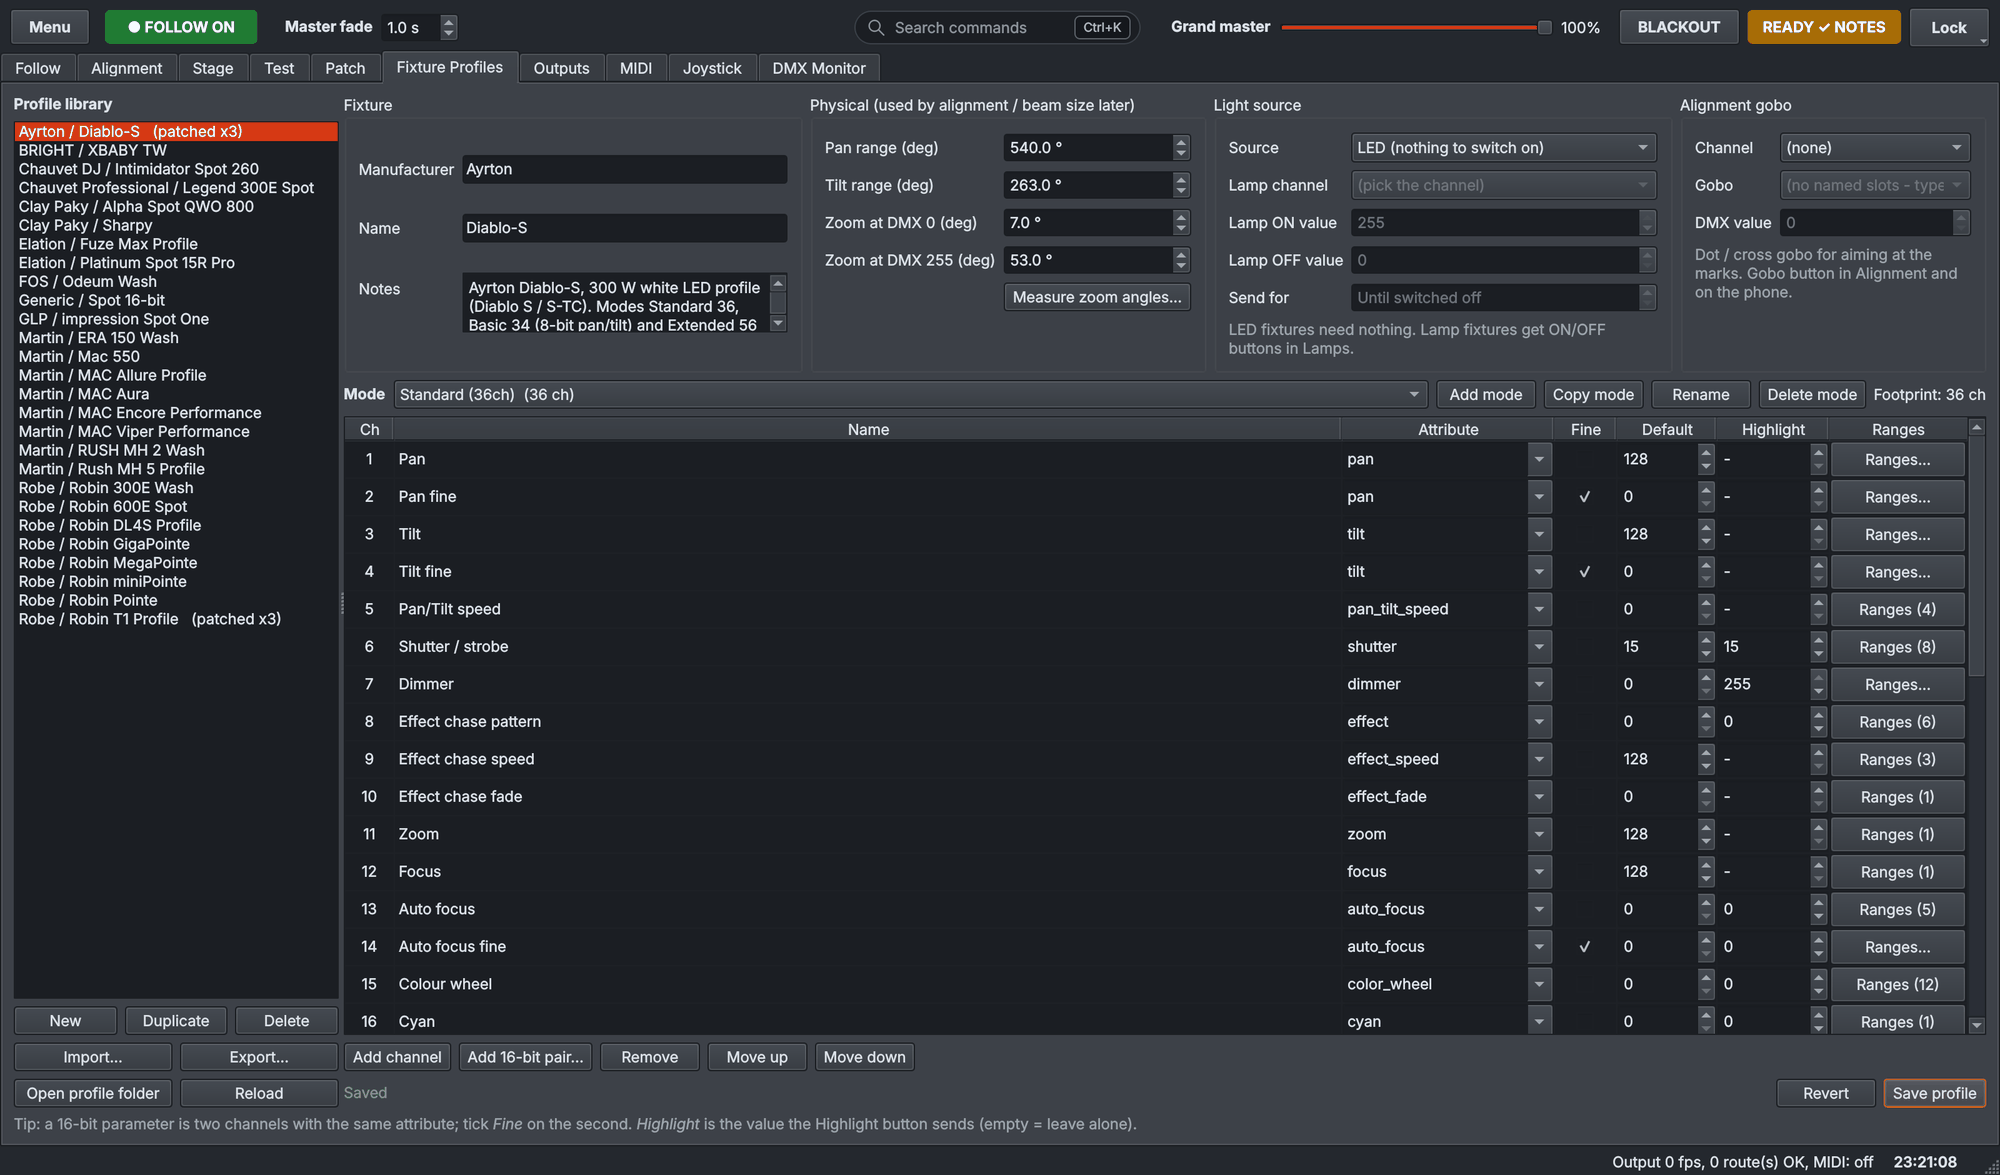 Menu
FOLLOW ON
Master fade 1.0 s
Search commands Ctrl+K
Grand master 100%
BLACKOUT
READY ✓ NOTES
Lock
Follow Alignment Stage Test Patch Fixture Profiles Outputs MIDI Joystick DMX Monitor
Profile library
Ayrton / Diablo-S (patched x3)
BRIGHT / XBABY TW
Chauvet DJ / Intimidator Spot 260
Chauvet Professional / Legend 300E Spot
Clay Paky / Alpha Spot QWO 800
Clay Paky / Sharpy
Elation / Fuze Max Profile
Elation / Platinum Spot 15R Pro
FOS / Odeum Wash
Generic / Spot 16-bit
GLP / impression Spot One
Martin / ERA 150 Wash
Martin / Mac 550
Martin / MAC Allure Profile
Martin / MAC Aura
Martin / MAC Encore Performance
Martin / MAC Viper Performance
Martin / RUSH MH 2 Wash
Martin / Rush MH 5 Profile
Robe / Robin 300E Wash
Robe / Robin 600E Spot
Robe / Robin DL4S Profile
Robe / Robin GigaPointe
Robe / Robin MegaPointe
Robe / Robin miniPointe
Robe / Robin Pointe
Robe / Robin T1 Profile (patched x3)
New Duplicate Delete
Import... Export...
Open profile folder Reload
Fixture
Manufacturer Ayrton
Name Diablo-S
Notes Ayrton Diablo-S, 300 W white LED profile
(Diablo S / S-TC). Modes Standard 36,
Basic 34 (8-bit pan/tilt) and Extended 56
Physical (used by alignment / beam size later)
Pan range (deg) 540.0 °
Tilt range (deg) 263.0 °
Zoom at DMX 0 (deg) 7.0 °
Zoom at DMX 255 (deg) 53.0 °
Measure zoom angles...
Light source
Source LED (nothing to switch on)
Lamp channel (pick the channel)
Lamp ON value 255
Lamp OFF value 0
Send for Until switched off
LED fixtures need nothing. Lamp fixtures get ON/OFF
buttons in Lamps.
Alignment gobo
Channel (none)
Gobo (no named slots - type
DMX value 0
Dot / cross gobo for aiming at the
marks. Gobo button in Alignment and
on the phone.
Mode Standard (36ch) (36 ch) Add mode Copy mode Rename Delete mode Footprint: 36 ch
Ch Name Attribute Fine Default Highlight Ranges
1 Pan pan 128 - Ranges...
2 Pan fine pan ✓ 0 - Ranges...
3 Tilt tilt 128 - Ranges...
4 Tilt fine tilt ✓ 0 - Ranges...
5 Pan/Tilt speed pan_tilt_speed 0 - Ranges (4)
6 Shutter / strobe shutter 15 15 Ranges (8)
7 Dimmer dimmer 0 255 Ranges...
8 Effect chase pattern effect 0 0 Ranges (6)
9 Effect chase speed effect_speed 128 - Ranges (3)
10 Effect chase fade effect_fade 0 - Ranges (1)
11 Zoom zoom 128 - Ranges (1)
12 Focus focus 128 - Ranges (1)
13 Auto focus auto_focus 0 0 Ranges (5)
14 Auto focus fine auto_focus ✓ 0 0 Ranges...
15 Colour wheel color_wheel 0 0 Ranges (12)
16 Cyan cyan 0 0 Ranges (1)
Add channel Add 16-bit pair... Remove Move up Move down
Saved
Revert Save profile
Tip: a 16-bit parameter is two channels with the same attribute; tick Fine on the second. Highlight is the value the Highlight button sends (empty = leave alone).
Output 0 fps, 0 route(s) OK, MIDI: off 23:21:08